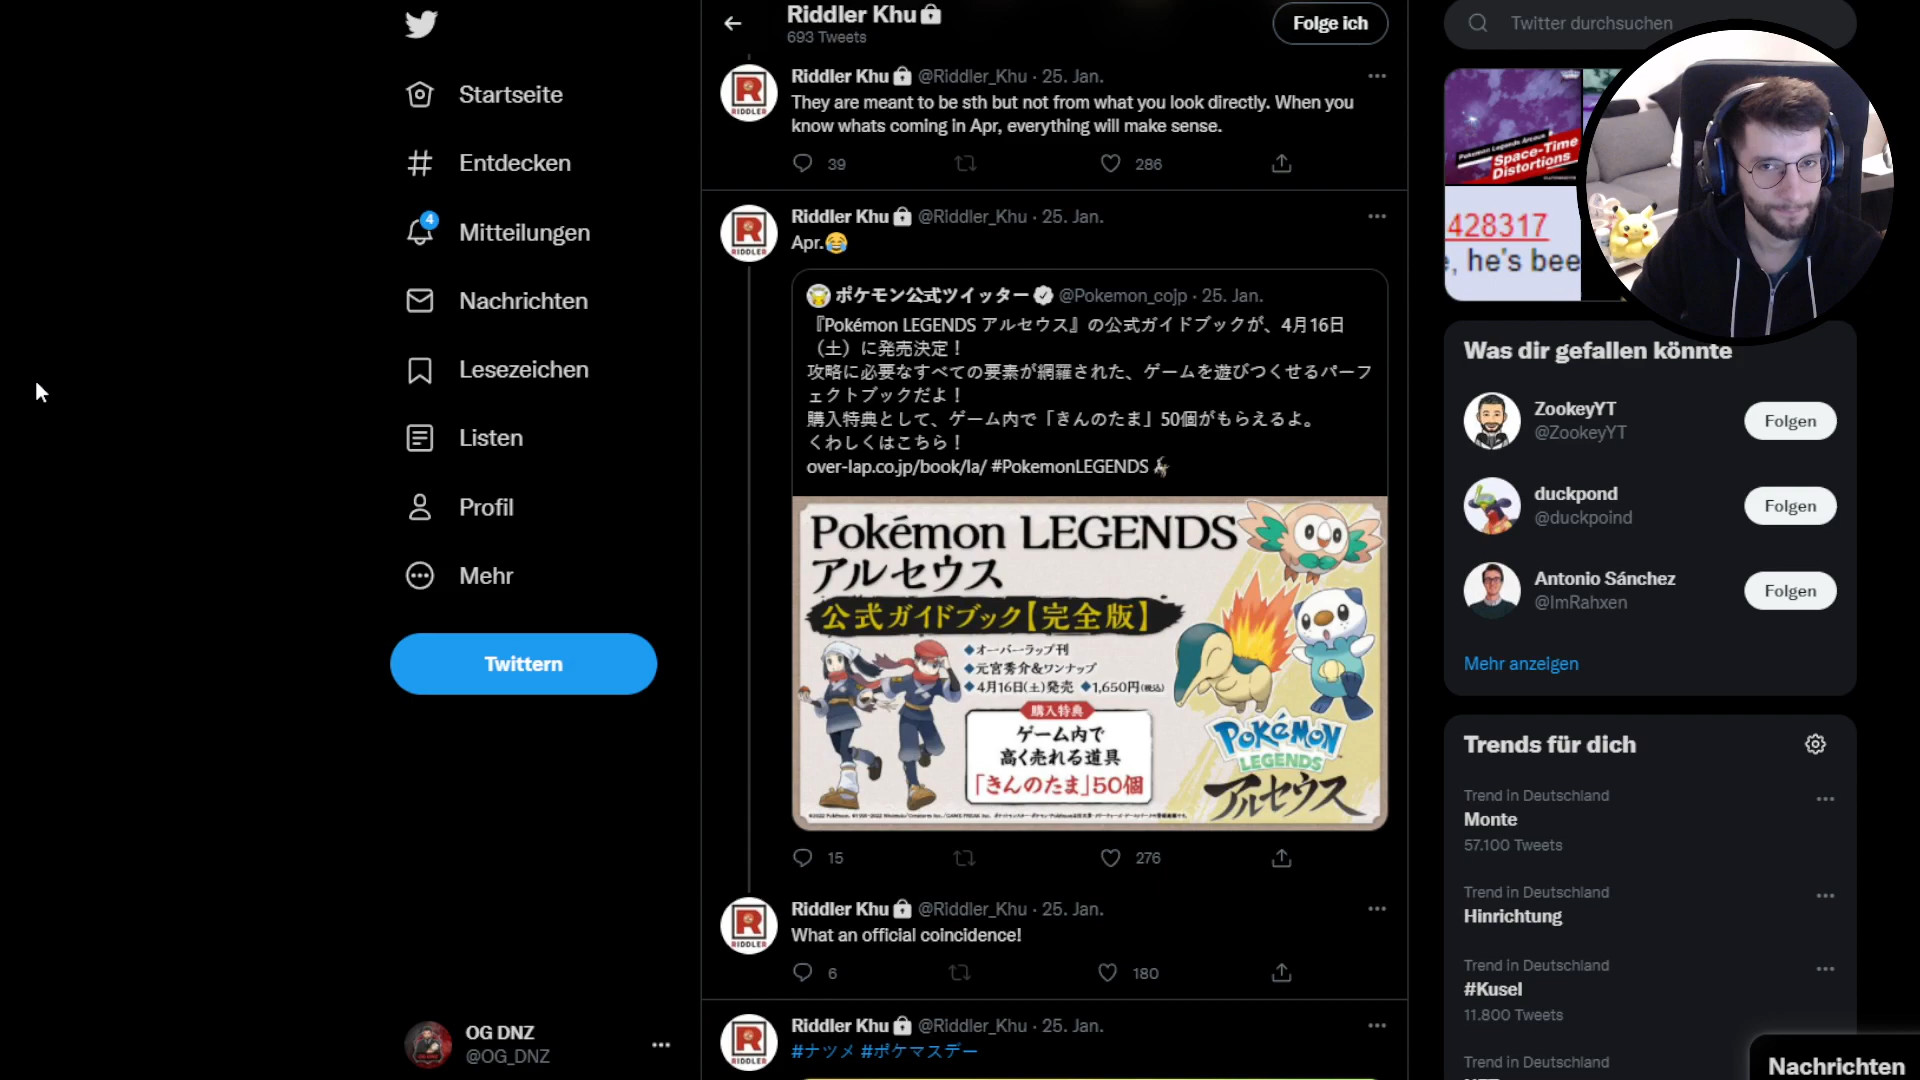 Startseite
Entdecken
4
Mitteilungen
Nachrichten
Lesezeichen
Listen
Profil
Mehr
Twittern
OG DNZ
@OG_DNZ
Riddler Khu
693 Tweets
Folge ich
Riddler Khu @Riddler_Khu · 25. Jan.
They are meant to be sth but not from what you look directly. When you
know whats coming in Apr, everything will make sense.
39 286
Riddler Khu @Riddler_Khu · 25. Jan.
Apr.😂
ポケモン公式ツイッター @Pokemon_cojp · 25. Jan.
『Pokémon LEGENDS アルセウス』の公式ガイドブックが、4月16日
（土）に発売決定！
攻略に必要なすべての要素が網羅された、ゲームを遊びつくせるパーフ
ェクトブックだよ！
購入特典として、ゲーム内で「きんのたま」50個がもらえるよ。
くわしくはこちら！
over-lap.co.jp/book/la/ #PokemonLEGENDS
Pokémon LEGENDS
アルセウス
公式ガイドブック【完全版】
◆オーバーラップ刊
◆元宮秀介&ワンナップ
◆4月16日(土)発売 ◆1,650円(税込)
購入特典
ゲーム内で
高く売れる道具
「きんのたま」50個
POKéMON
LEGENDS
アルセウス
15 276
Riddler Khu @Riddler_Khu · 25. Jan.
What an official coincidence!
6 180
Riddler Khu @Riddler_Khu · 25. Jan.
#ナツメ #ポケマスデー
R
RIDDLER
R
RIDDLER
R
RIDDLER
R
RIDDLER
Twitter durchsuchen
Pokemon Legends Arceus
Space-Time
Distortions
428317
, he's bee
Was dir gefallen könnte
ZookeyYT
@ZookeyYT
Folgen
duckpond
@duckpoind
Folgen
Antonio Sánchez
@ImRahxen
Folgen
Mehr anzeigen
Trends für dich
Trend in Deutschland
Monte
57.100 Tweets
Trend in Deutschland
Hinrichtung
Trend in Deutschland
#Kusel
11.800 Tweets
Trend in Deutschland
Nachrichten